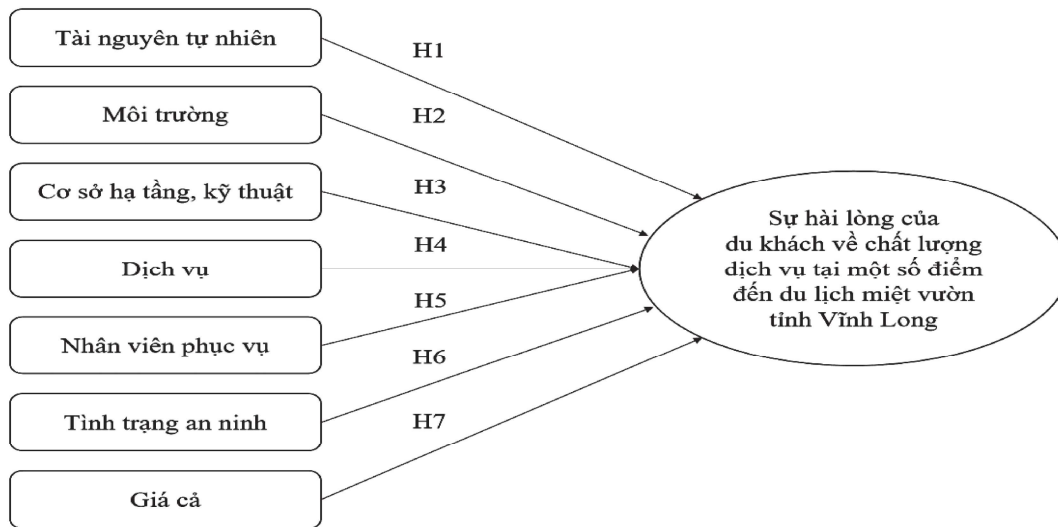 Tài nguyên tự nhiên
H1
Môi trường
H2
Cơ sở hạ tầng, kỹ thuật
H3
Dịch vụ
H4
Nhân viên phục vụ
H5
Tình trạng an ninh
H6
Giá cả
H7
Sự hài lòng của
du khách về chất lượng
dịch vụ tại một số điểm
đến du lịch miệt vườn
tỉnh Vĩnh Long